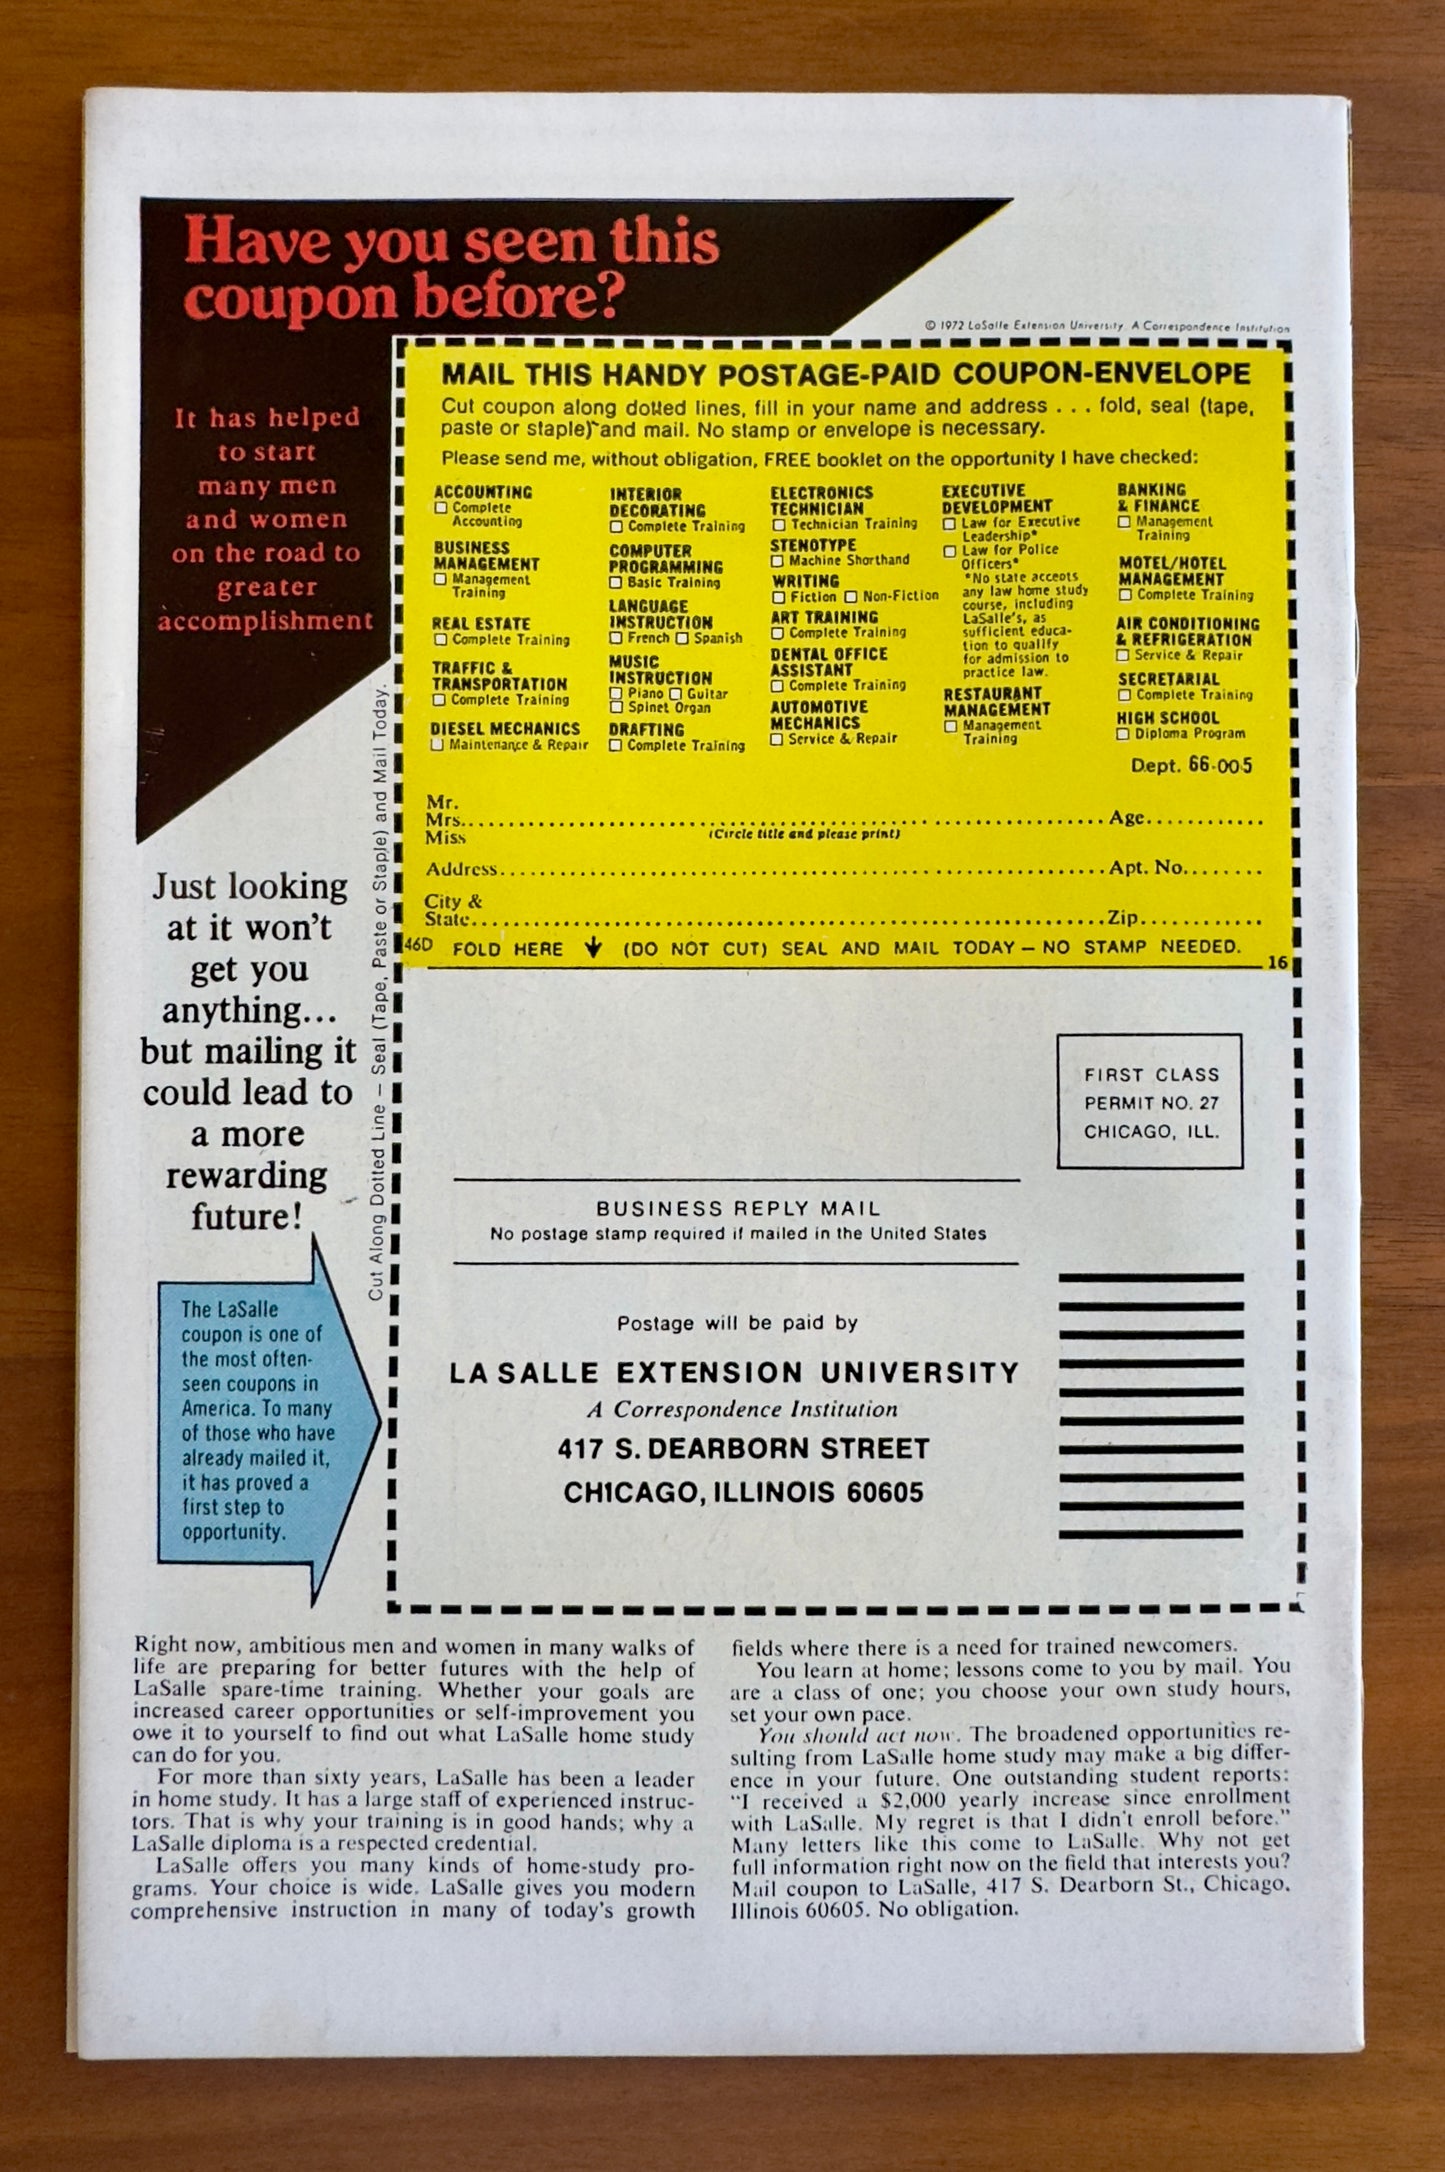 Have you seen this
coupon before?
© 1972 LaSalle Extension University. A Correspondence Institution
It has helped
to start
many men
and women
on the road to
greater
accomplishment
MAIL THIS HANDY POSTAGE-PAID COUPON-ENVELOPE
Cut coupon along dotted lines, fill in your name and address . . . fold, seal (tape,
paste or staple) and mail. No stamp or envelope is necessary.
Please send me, without obligation, FREE booklet on the opportunity I have checked:
ACCOUNTING
☐ Complete
Accounting
BUSINESS
MANAGEMENT
☐ Management
Training
REAL ESTATE
☐ Complete Training
TRAFFIC &
TRANSPORTATION
☐ Complete Training
DIESEL MECHANICS
☐ Maintenance & Repair
INTERIOR
DECORATING
☐ Complete Training
COMPUTER
PROGRAMMING
☐ Basic Training
LANGUAGE
INSTRUCTION
☐ French ☐ Spanish
MUSIC
INSTRUCTION
☐ Piano ☐ Guitar
☐ Spinet Organ
DRAFTING
☐ Complete Training
ELECTRONICS
TECHNICIAN
☐ Technician Training
STENOTYPE
☐ Machine Shorthand
WRITING
☐ Fiction ☐ Non-Fiction
ART TRAINING
☐ Complete Training
DENTAL OFFICE
ASSISTANT
☐ Complete Training
AUTOMOTIVE
MECHANICS
☐ Service & Repair
EXECUTIVE
DEVELOPMENT
☐ Law for Executive
Leadership*
☐ Law for Police
Officers*
*No state accepts
any law home study
course, including
LaSalle's, as
sufficient educa-
tion to qualify
for admission to
practice law.
RESTAURANT
MANAGEMENT
☐ Management
Training
BANKING
& FINANCE
☐ Management
Training
MOTEL/HOTEL
MANAGEMENT
☐ Complete Training
AIR CONDITIONING
& REFRIGERATION
☐ Service & Repair
SECRETARIAL
☐ Complete Training
HIGH SCHOOL
☐ Diploma Program
Dept. 66-005
Mr.
Mrs. Age
Miss (Circle title and please print)
Address Apt. No.
City &
State Zip
46D FOLD HERE ↓ (DO NOT CUT) SEAL AND MAIL TODAY – NO STAMP NEEDED.
16
Cut Along Dotted Line – Seal (Tape, Paste or Staple) and Mail Today.
Just looking
at it won't
get you
anything...
but mailing it
could lead to
a more
rewarding
future!
The LaSalle
coupon is one of
the most often-
seen coupons in
America. To many
of those who have
already mailed it,
it has proved a
first step to
opportunity.
FIRST CLASS
PERMIT NO. 27
CHICAGO, ILL.
BUSINESS REPLY MAIL
No postage stamp required if mailed in the United States
Postage will be paid by
LA SALLE EXTENSION UNIVERSITY
A Correspondence Institution
417 S. DEARBORN STREET
CHICAGO, ILLINOIS 60605
Right now, ambitious men and women in many walks of
life are preparing for better futures with the help of
LaSalle spare-time training. Whether your goals are
increased career opportunities or self-improvement you
owe it to yourself to find out what LaSalle home study
can do for you.
For more than sixty years, LaSalle has been a leader
in home study. It has a large staff of experienced instruc-
tors. That is why your training is in good hands; why a
LaSalle diploma is a respected credential.
LaSalle offers you many kinds of home-study pro-
grams. Your choice is wide. LaSalle gives you modern
comprehensive instruction in many of today's growth
fields where there is a need for trained newcomers.
You learn at home; lessons come to you by mail. You
are a class of one; you choose your own study hours,
set your own pace.
You should act now. The broadened opportunities re-
sulting from LaSalle home study may make a big differ-
ence in your future. One outstanding student reports:
"I received a $2,000 yearly increase since enrollment
with LaSalle. My regret is that I didn't enroll before."
Many letters like this come to LaSalle. Why not get
full information right now on the field that interests you?
Mail coupon to LaSalle, 417 S. Dearborn St., Chicago,
Illinois 60605. No obligation.